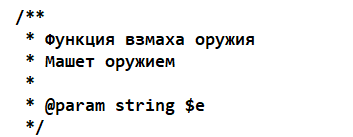 /**
* Функция взмаха оружия
* Машет оружием
*
* @param string $e
*/